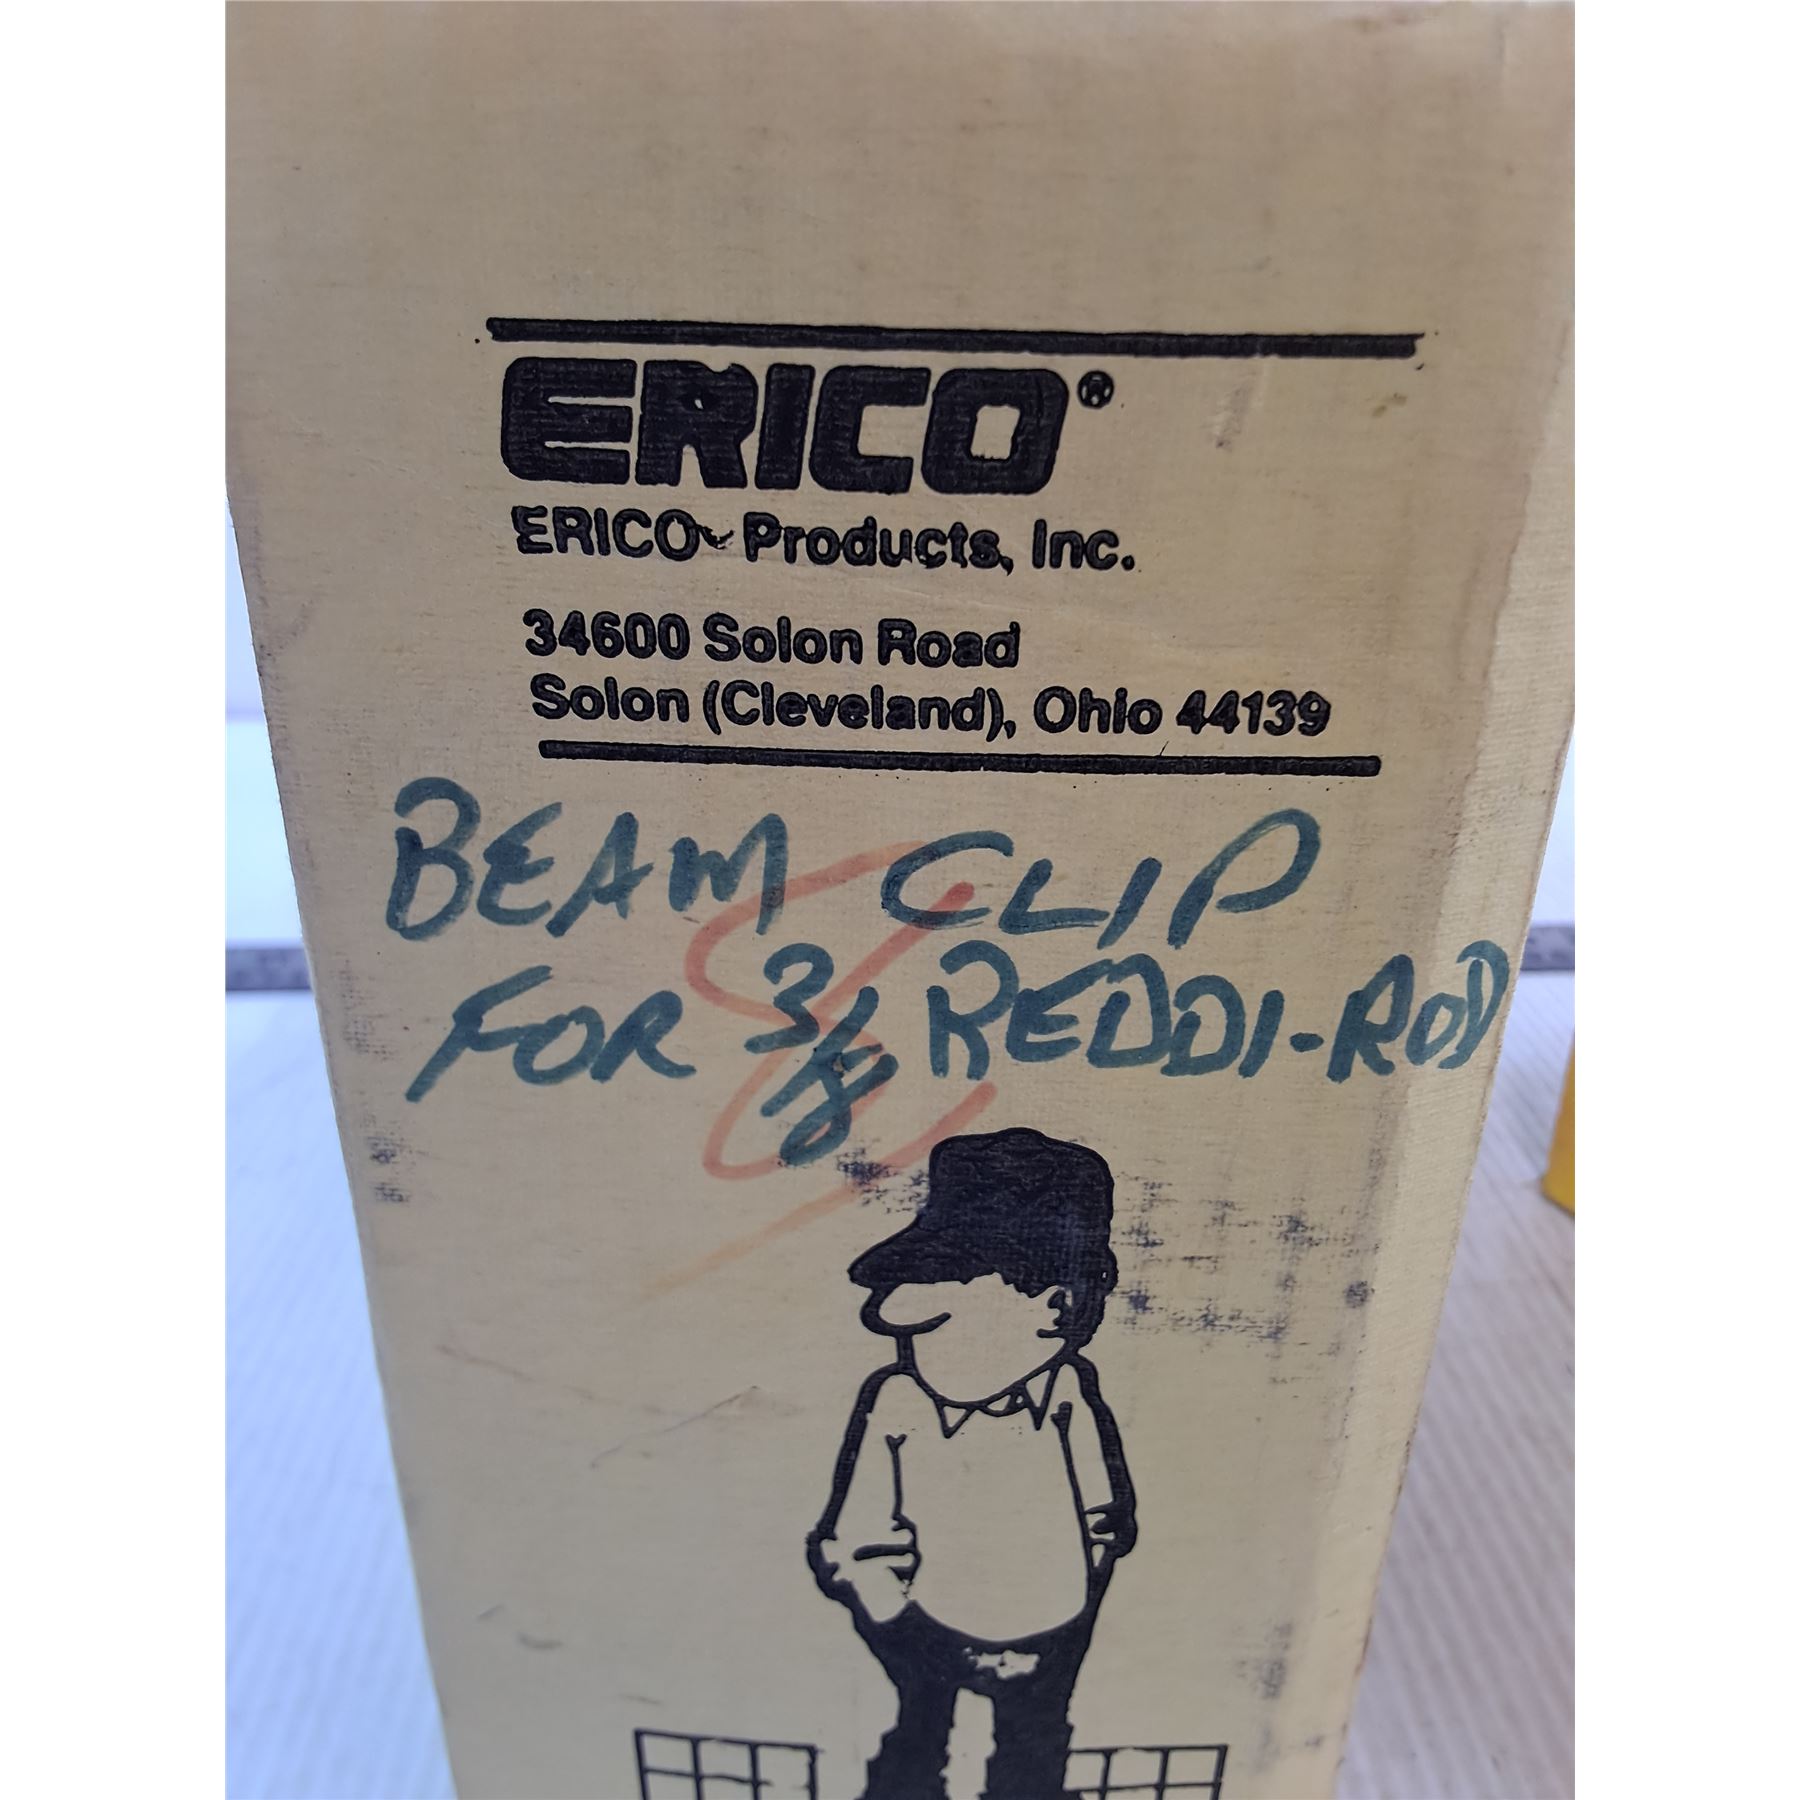 ERICO®
ERICO Products, Inc.
34600 Solon Road
Solon (Cleveland), Ohio 44139
BEAM CLIP
FOR 3/8 REDDI-ROD